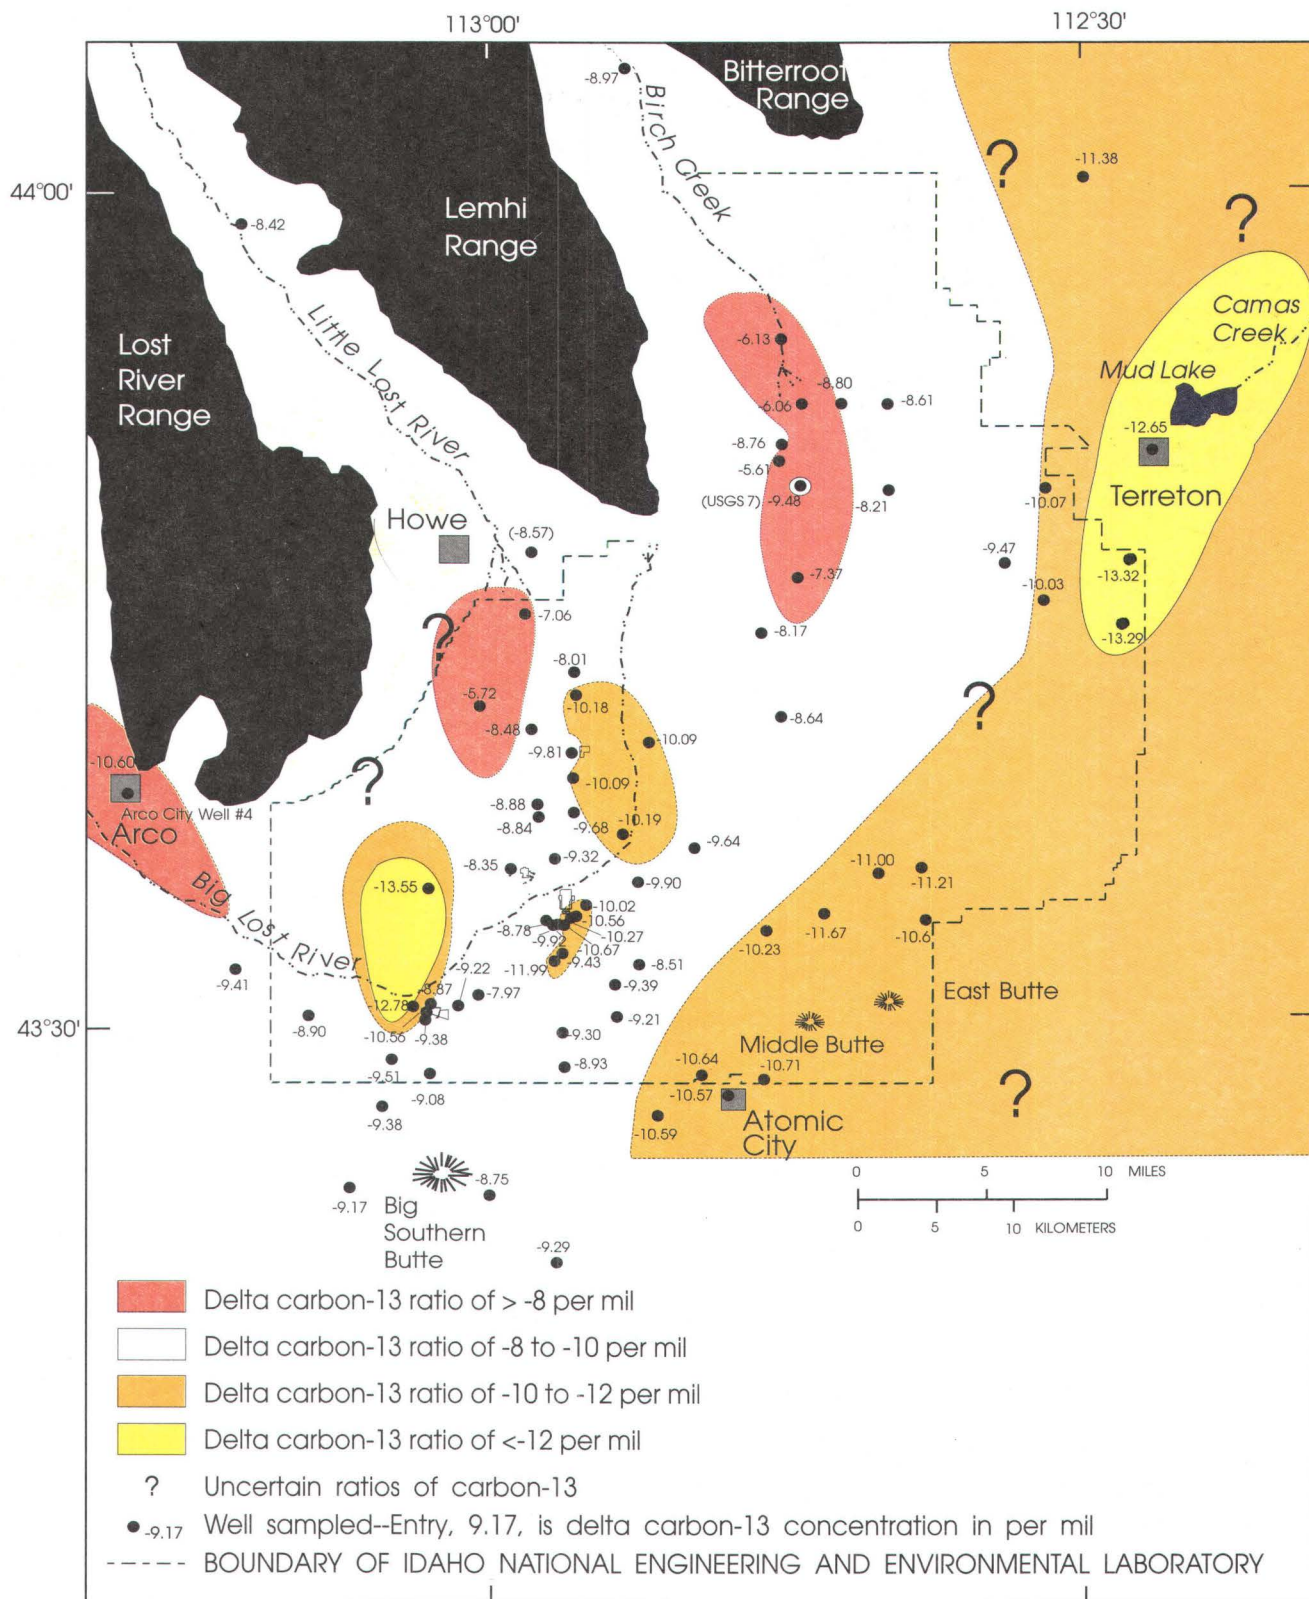 113°00'
112°30'
-8.97
Bitterroot
Range
Birch Creek
?
-11.38
44°00'
-8.42
Lemhi
Range
?
Little Lost River
Lost
River
Range
Camas
Creek
-6.13
Mud Lake
-8.80
-6.06
-8.61
-8.76
-12.65
-5.61
(USGS 7)
-9.48
-8.21
-10.07
Terreton
Howe
(-8.57)
-9.47
-7.37
-10.03
-13.32
-7.06
?
-8.17
-13.29
-8.01
-5.72
-10.18
?
-8.48
-8.64
-9.81
-10.09
-10.60
?
-10.09
Arco City Well #4
Arco
-8.88
-8.84
-9.68
-10.19
-9.64
-9.32
-8.35
-11.00
-11.21
-13.55
-9.90
Big Lost River
-10.02
-10.56
-8.78
-10.27
-9.92
-10.67
-11.67
-10.6
-10.23
-11.99
-9.43
-8.51
-9.41
-9.22
-8.87
-7.97
-9.39
East Butte
-12.78
43°30'
-8.90
-9.21
-10.56
-9.38
-9.30
Middle Butte
-9.51
-8.93
-10.64
-10.71
-9.08
-10.57
?
-9.38
-10.59
Atomic
City
-8.75
-9.17
Big
Southern
Butte
0 5 10 MILES
0 5 10 KILOMETERS
-9.29
Delta carbon-13 ratio of > -8 per mil
Delta carbon-13 ratio of -8 to -10 per mil
Delta carbon-13 ratio of -10 to -12 per mil
Delta carbon-13 ratio of <-12 per mil
? Uncertain ratios of carbon-13
-9.17 Well sampled--Entry, 9.17, is delta carbon-13 concentration in per mil
BOUNDARY OF IDAHO NATIONAL ENGINEERING AND ENVIRONMENTAL LABORATORY